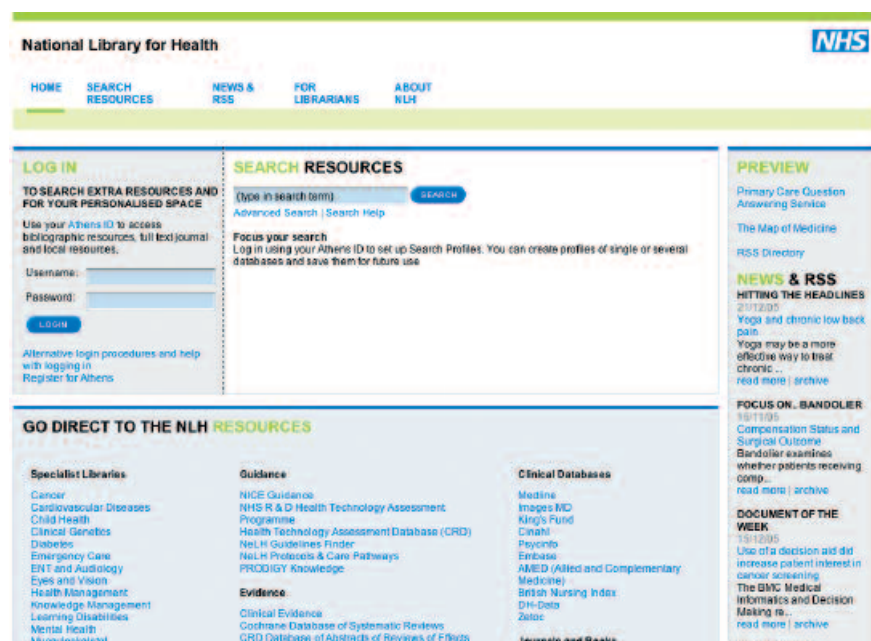 National Library for Health
NHS
HOME
SEARCH
RESOURCES
NEWS &
RSS
FOR
LIBRARIANS
ABOUT
NLH
LOG IN
TO SEARCH EXTRA RESOURCES AND
FOR YOUR PERSONALISED SPACE
Use your Athens ID to access
bibliographic resources, full text journal
and local resources.
Username:
Password:
LOGIN
Alternative login procedures and help
with logging in
Register for Athens
SEARCH RESOURCES
(type in search term)
SEARCH
Advanced Search | Search Help
Focus your search
Log in using your Athens ID to set up Search Profiles. You can create profiles of single or several
databases and save them for future use
PREVIEW
Primary Care Question
Answering Service
The Map of Medicine
RSS Directory
NEWS & RSS
HITTING THE HEADLINES
21/12/05
Yoga and chronic low back
pain
Yoga may be a more
effective way to treat
chronic ...
read more | archive
FOCUS ON.. BANDOLIER
16/11/05
Compensation Status and
Surgical Outcome
Bandolier examines
whether patients receiving
comp...
read more | archive
DOCUMENT OF THE
WEEK
15/12/05
Use of a decision aid did
increase patient interest in
cancer screening
The BMC Medical
Informatics and Decision
Making re...
read more | archive
GO DIRECT TO THE NLH RESOURCES
Specialist Libraries
Cancer
Cardiovascular Diseases
Child Health
Clinical Genetics
Diabetes
Emergency Care
ENT and Audiology
Eyes and Vision
Health Management
Knowledge Management
Learning Disabilities
Mental Health
Guidance
NICE Guidance
NHS R & D Health Technology Assessment
Programme
Health Technology Assessment Database (CRD)
NeLH Guidelines Finder
NeLH Protocols & Care Pathways
PRODIGY Knowledge
Evidence
Clinical Evidence
Cochrane Database of Systematic Reviews
CRD Database of Abstracts of Reviews of Effects
Clinical Databases
Medline
Images MD
King's Fund
Cinahl
Psycinfo
Embase
AMED (Allied and Complementary
Medicine)
British Nursing Index
DH-Data
Zetoc
Journals and Books